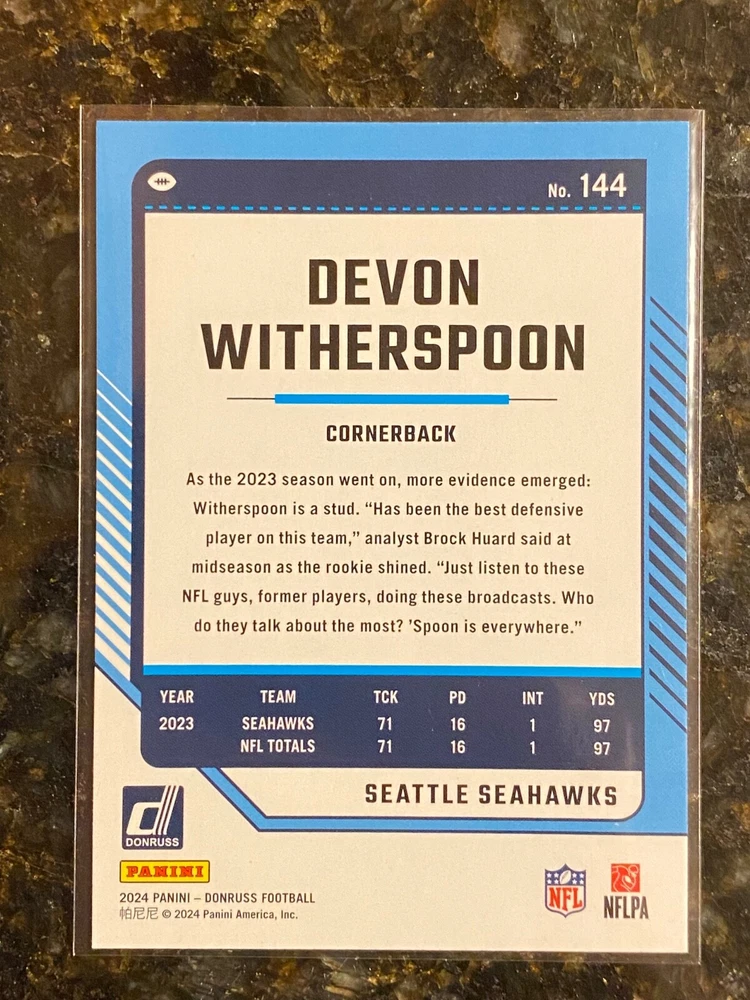 No. 144
DEVON
WITHERSPOON
CORNERBACK
As the 2023 season went on, more evidence emerged:
Witherspoon is a stud. “Has been the best defensive
player on this team,” analyst Brock Huard said at
midseason as the rookie shined. “Just listen to these
NFL guys, former players, doing these broadcasts. Who
do they talk about the most? ’Spoon is everywhere.”
YEAR TEAM TCK PD INT YDS
2023 SEAHAWKS 71 16 1 97
NFL TOTALS 71 16 1 97
SEATTLE SEAHAWKS
d
DONRUSS
PANINI
2024 PANINI – DONRUSS FOOTBALL
帕尼尼 © 2024 Panini America, Inc.
NFL
NFLPA